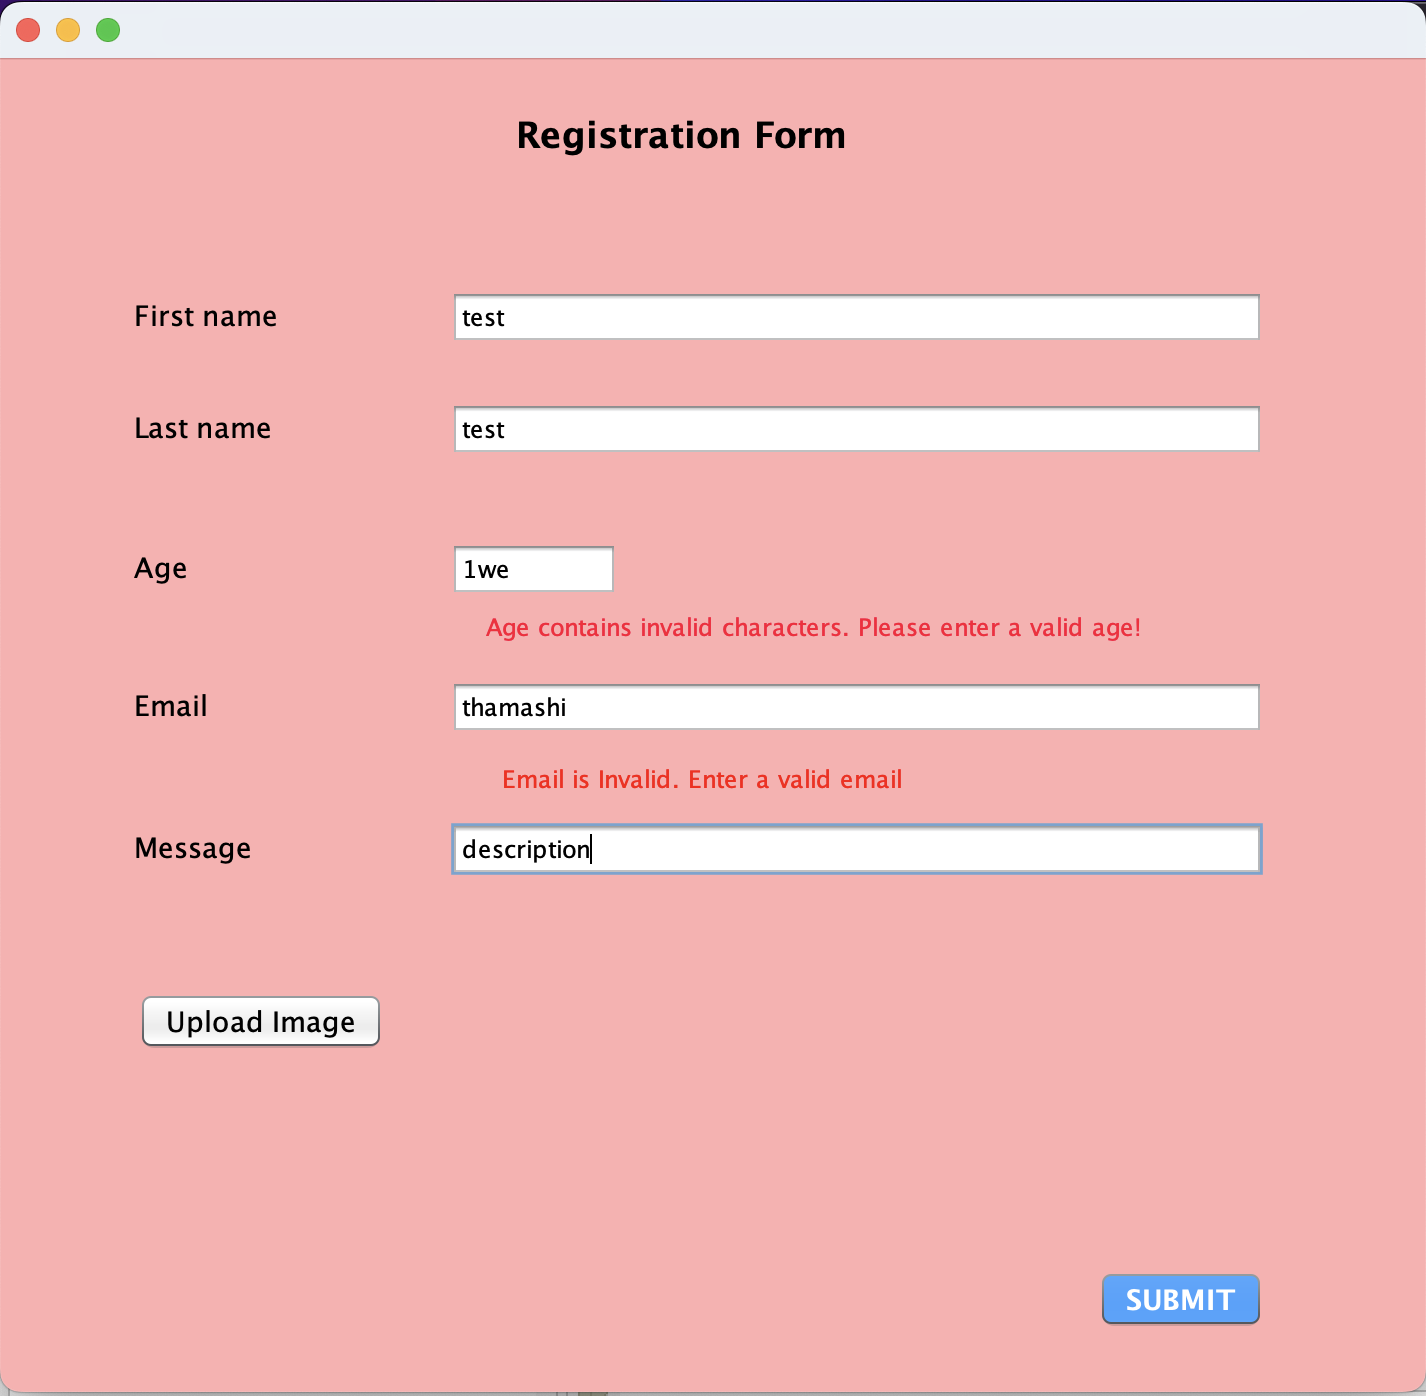 Registration Form
First name
test
Last name
test
Age
1we
Age contains invalid characters. Please enter a valid age!
Email
thamashi
Email is Invalid. Enter a valid email
Message
description
Upload Image
SUBMIT